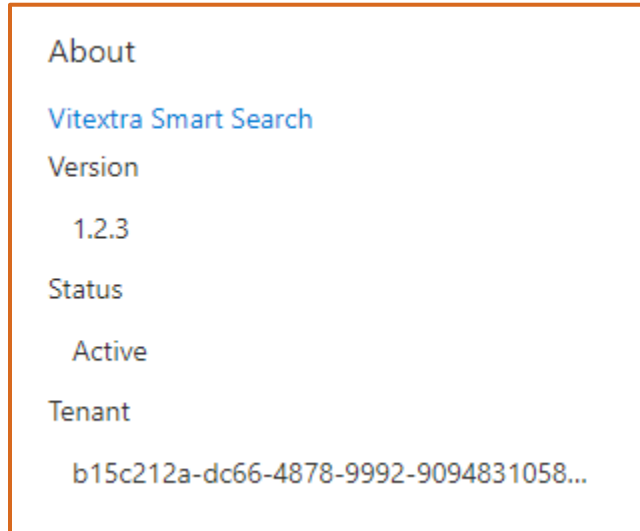 About
Vitextra Smart Search
Version
1.2.3
Status
Active
Tenant
b15c212a-dc66-4878-9992-9094831058...